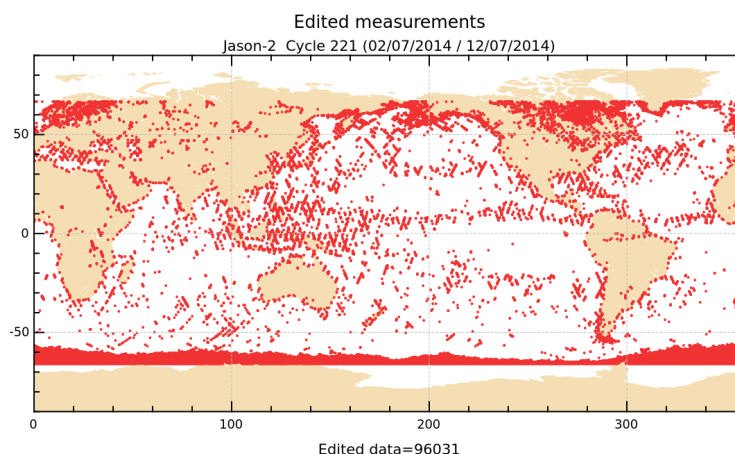 Edited measurements
Jason-2 Cycle 221 (02/07/2014 / 12/07/2014)
50
0
-50
0 100 200 300
Edited data=96031